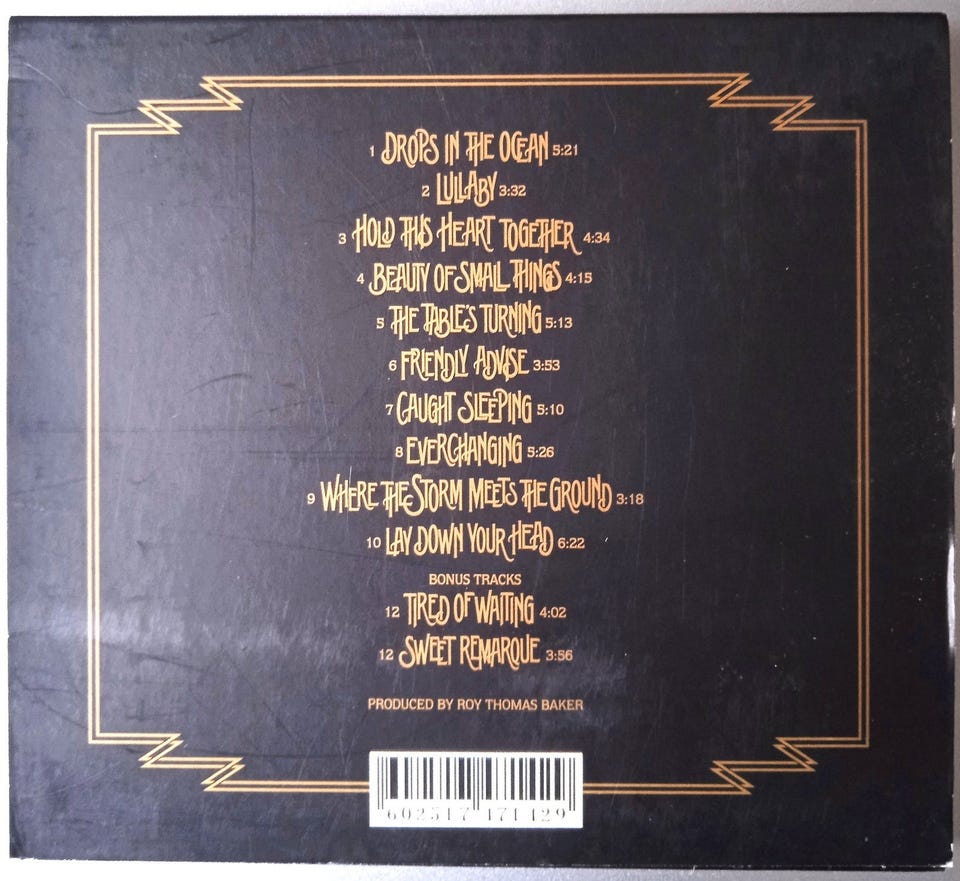 1 DROPS IN THE OCEAN 5:21
2 LULLABY 3:32
3 HOLD THIS HEART TOGETHER 4:34
4 BEAUTY OF SMALL THINGS 4:15
5 THE TABLE'S TURNING 5:13
6 FRIENDLY ADVISE 3:53
7 CAUGHT SLEEPING 5:10
8 EVERCHANGING 5:26
9 WHERE THE STORM MEETS THE GROUND 3:18
10 LAY DOWN YOUR HEAD 6:22
BONUS TRACKS
12 TIRED OF WAITING 4:02
12 SWEET REMARQUE 3:56
PRODUCED BY ROY THOMAS BAKER
602517 171429